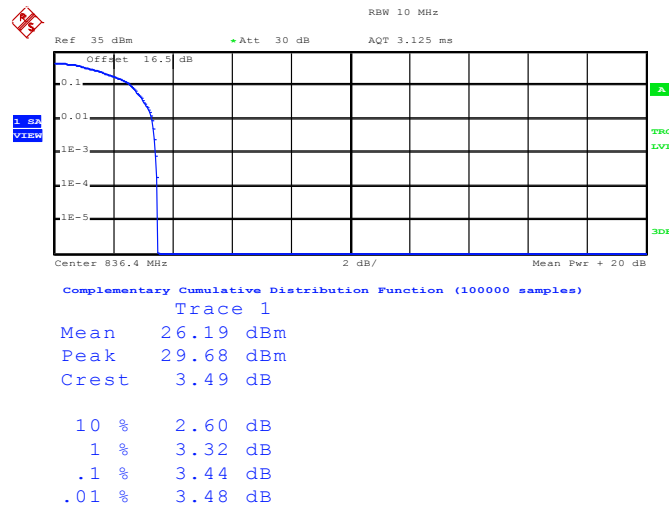 RBW 10 MHz
Ref 35 dBm
* Att 30 dB
AQT 3.125 ms
Offset 16.5 dB
0.1
A
0.01
1 SA
VIEW
TRG
LVL
1E-3
1E-4
1E-5
3DB
Center 836.4 MHz
2 dB/
Mean Pwr + 20 dB
Complementary Cumulative Distribution Function (100000 samples)
Trace 1
Mean 26.19 dBm
Peak 29.68 dBm
Crest 3.49 dB
10 % 2.60 dB
1 % 3.32 dB
.1 % 3.44 dB
.01 % 3.48 dB